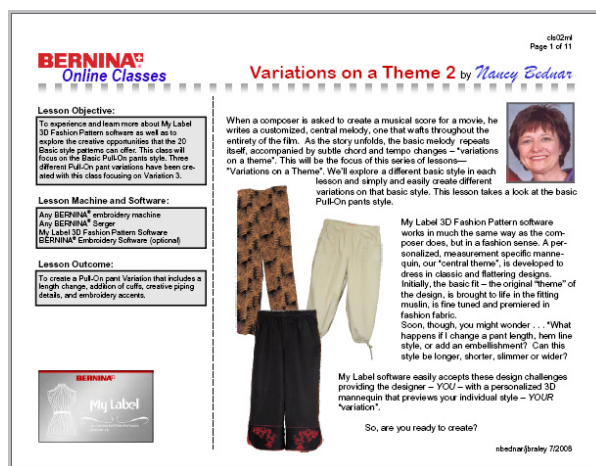 cls02ml
Page 1 of 11
BERNINA
Online Classes
Variations on a Theme 2 by Nancy Bednar
Lesson Objective:
To experience and learn more about My Label
3D Fashion Pattern software as well as to
explore the creative opportunities that the 20
Basic style patterns can offer. This class will
focus on the Basic Pull-On pants style. Three
different Pull-On pant variations have been cre-
ated with this class focusing on Variation 3.
Lesson Machine and Software:
Any BERNINA® embroidery machine
Any BERNINA® Serger
My Label 3D Fashion Pattern Software
BERNINA® Embroidery Software (optional)
Lesson Outcome:
To create a Pull-On pant Variation that includes a
length change, addition of cuffs, creative piping
details, and embroidery accents.
BERNINA
My Label
When a composer is asked to create a musical score for a movie, he
writes a customized, central melody, one that wafts throughout the
entirety of the film. As the story unfolds, the basic melody repeats
itself, accompanied by subtle chord and tempo changes – "variations
on a theme". This will be the focus of this series of lessons—
"Variations on a Theme". We'll explore a different basic style in each
lesson and simply and easily create different
variations on that basic style. This lesson takes a look at the basic
Pull-On pants style.
My Label 3D Fashion Pattern software
works in much the same way as the com-
poser does, but in a fashion sense. A per-
sonalized, measurement specific manne-
quin, our "central theme", is developed to
dress in classic and flattering designs.
Initially, the basic fit – the original "theme" of
the design, is brought to life in the fitting
muslin, is fine tuned and premiered in
fashion fabric.
Soon, though, you might wonder . . . "What
happens if I change a pant length, hem line
style, or add an embellishment? Can this
style be longer, shorter, slimmer or wider?
My Label software easily accepts these design challenges
providing the designer – YOU – with a personalized 3D
mannequin that previews your individual style – YOUR
"variation".
So, are you ready to create?
nbednar/jbraley 7/2006